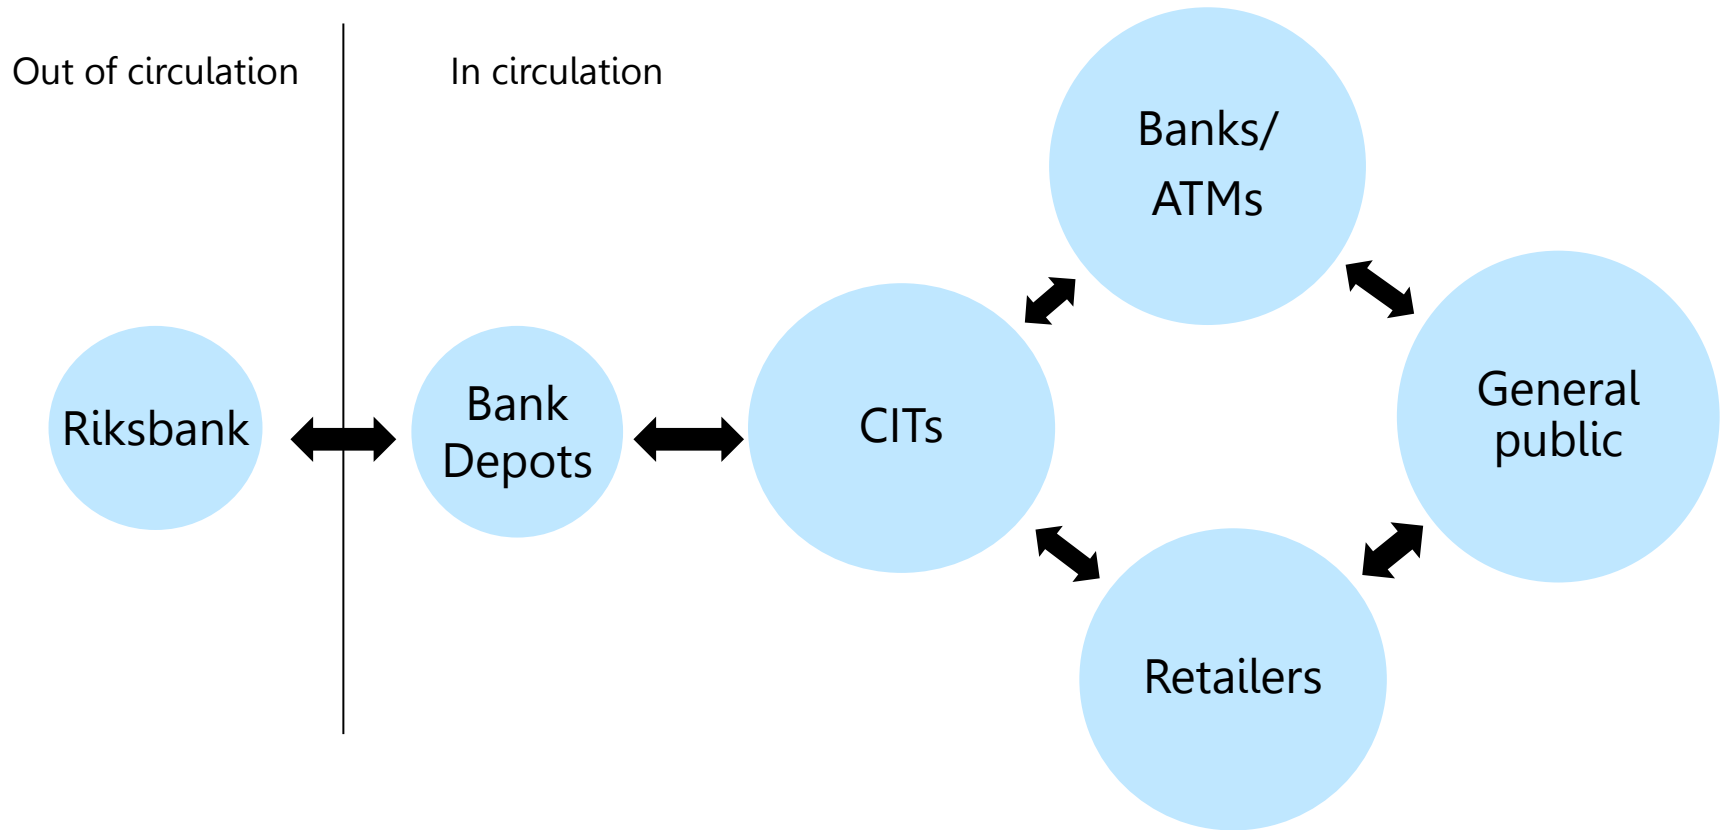 Out of circulation
In circulation
Banks/
ATMs
Riksbank
Bank
Depots
CITs
General
public
Retailers